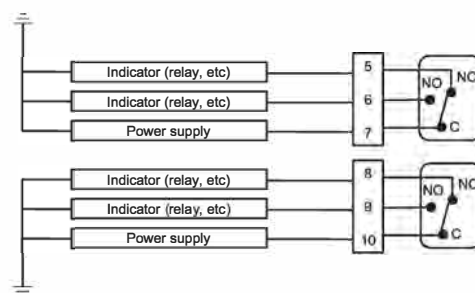 Indicator (relay, etc)
5
NO
NC
Indicator (relay, etc)
6
Power supply
7
C
Indicator (relay, etc)
8
NO
NC
Indicator (relay, etc)
9
Power supply
10
C